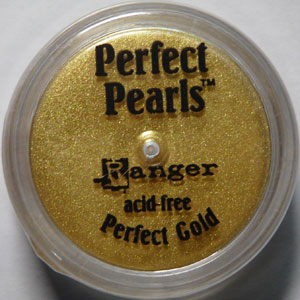 Perfect
Pearls™
Ranger
acid-free
Perfect Gold